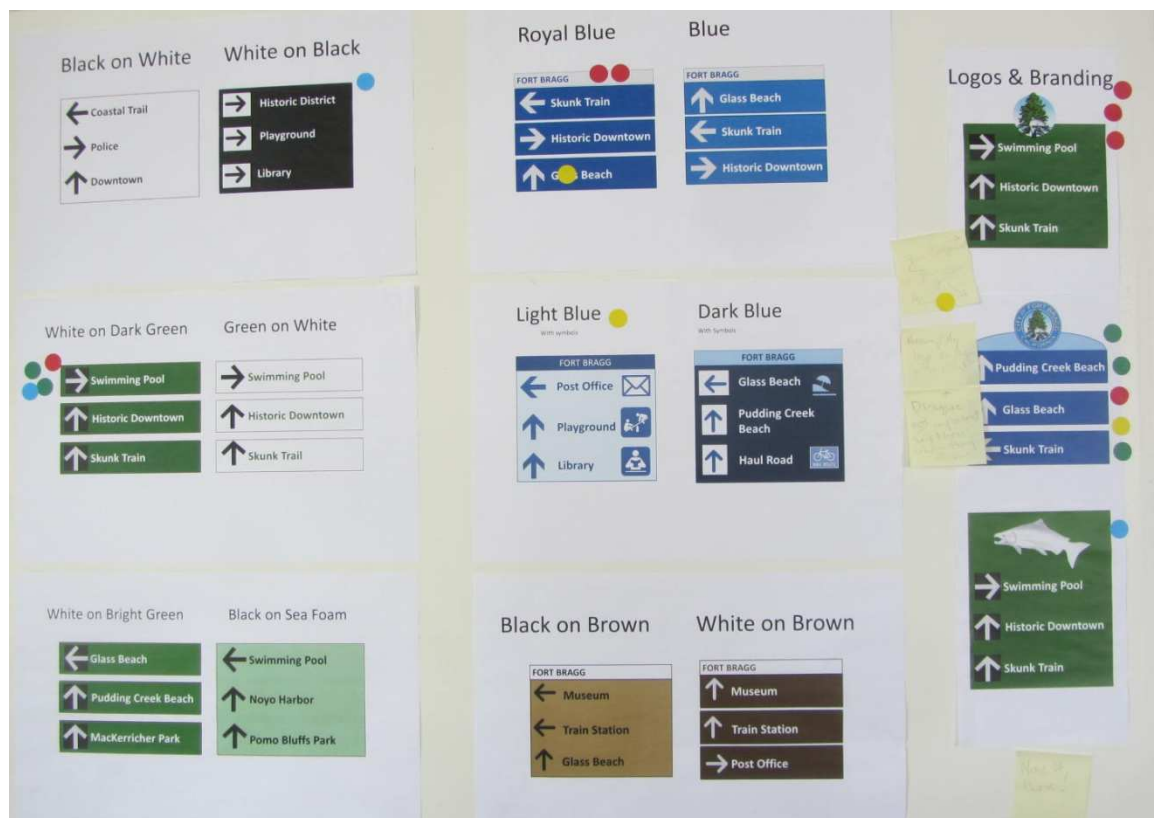 Black on White
Coastal Trail
Police
Downtown
White on Black
Historic District
Playground
Library
Royal Blue
FORT BRAGG
Skunk Train
Historic Downtown
Glass Beach
Blue
FORT BRAGG
Glass Beach
Skunk Train
Historic Downtown
Logos & Branding
Swimming Pool
Historic Downtown
Skunk Train
White on Dark Green
Swimming Pool
Historic Downtown
Skunk Train
Green on White
Swimming Pool
Historic Downtown
Skunk Trail
Light Blue
With symbols
FORT BRAGG
Post Office
Playground
Library
Dark Blue
With Symbols
FORT BRAGG
Glass Beach
Pudding Creek
Beach
Haul Road
Pudding Creek Beach
Glass Beach
Skunk Train
Swimming Pool
Historic Downtown
Skunk Train
White on Bright Green
Glass Beach
Pudding Creek Beach
MacKerricher Park
Black on Sea Foam
Swimming Pool
Noyo Harbor
Pomo Bluffs Park
Black on Brown
FORT BRAGG
Museum
Train Station
Glass Beach
White on Brown
FORT BRAGG
Museum
Train Station
Post Office